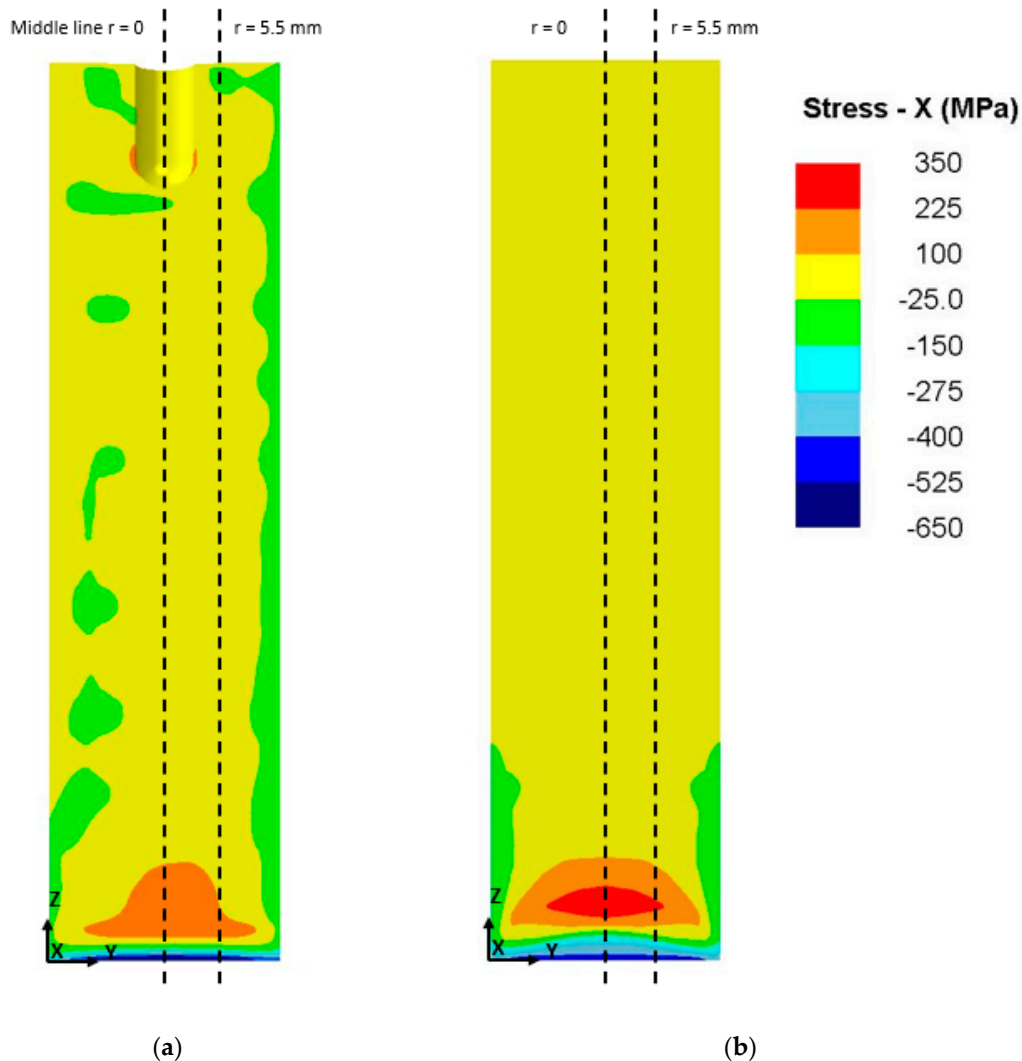 Middle line r = 0
r = 5.5 mm
r = 0
r = 5.5 mm
Stress - X (MPa)
350
225
100
-25.0
-150
-275
-400
-525
-650
Z
X
Y
Z
X
Y
(a)
(b)